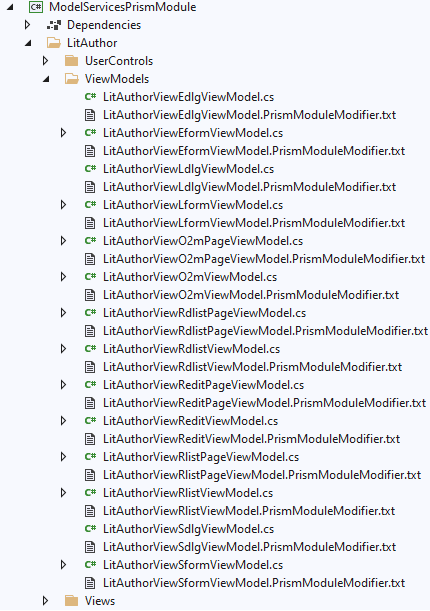 C# ModelServicesPrismModule
Dependencies
LitAuthor
UserControls
ViewModels
C# LitAuthorViewEdlgViewModel.cs
LitAuthorViewEdlgViewModel.PrismModuleModifier.txt
C# LitAuthorViewEformViewModel.cs
LitAuthorViewEformViewModel.PrismModuleModifier.txt
C# LitAuthorViewLdlgViewModel.cs
LitAuthorViewLdlgViewModel.PrismModuleModifier.txt
C# LitAuthorViewLformViewModel.cs
LitAuthorViewLformViewModel.PrismModuleModifier.txt
C# LitAuthorViewO2mPageViewModel.cs
LitAuthorViewO2mPageViewModel.PrismModuleModifier.txt
C# LitAuthorViewO2mViewModel.cs
LitAuthorViewO2mViewModel.PrismModuleModifier.txt
C# LitAuthorViewRdlistPageViewModel.cs
LitAuthorViewRdlistPageViewModel.PrismModuleModifier.txt
C# LitAuthorViewRdlistViewModel.cs
LitAuthorViewRdlistViewModel.PrismModuleModifier.txt
C# LitAuthorViewReditPageViewModel.cs
LitAuthorViewReditPageViewModel.PrismModuleModifier.txt
C# LitAuthorViewReditViewModel.cs
LitAuthorViewReditViewModel.PrismModuleModifier.txt
C# LitAuthorViewRlistPageViewModel.cs
LitAuthorViewRlistPageViewModel.PrismModuleModifier.txt
C# LitAuthorViewRlistViewModel.cs
LitAuthorViewRlistViewModel.PrismModuleModifier.txt
C# LitAuthorViewSdlgViewModel.cs
LitAuthorViewSdlgViewModel.PrismModuleModifier.txt
C# LitAuthorViewSformViewModel.cs
LitAuthorViewSformViewModel.PrismModuleModifier.txt
Views